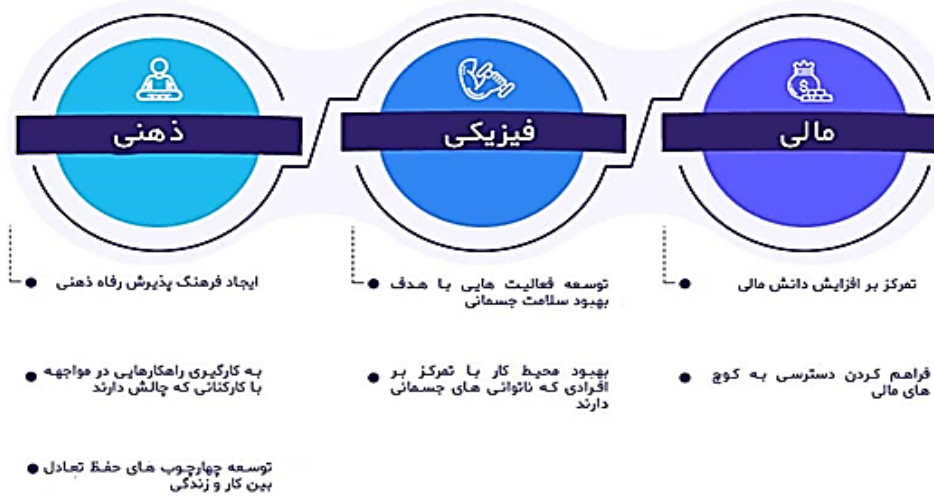 مالی
تمرکز بر افزایش دانش مالی
فراهم کردن دسترسی به کوچ
های مالی
فیزیکی
توسعه فعالیت هایی با هدف
بهبود سلامت جسمانی
بهبود محیط کار با تمرکز بر
افرادی که ناتوانی های جسمانی
دارند
ذهنی
ایجاد فرهنگ پذیرش رفاه ذهنی
به کارگیری راهکارهایی در مواجهه
با کارکنانی که چالش دارند
توسعه چهارچوب های حفظ تعادل
بین کار و زندگی